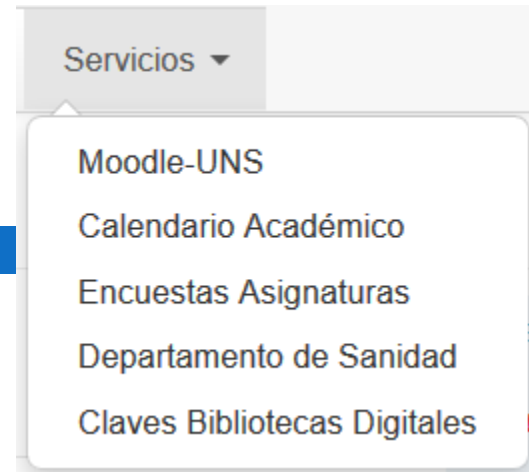 Servicios
Moodle-UNS
Calendario Académico
Encuestas Asignaturas
Departamento de Sanidad
Claves Bibliotecas Digitales